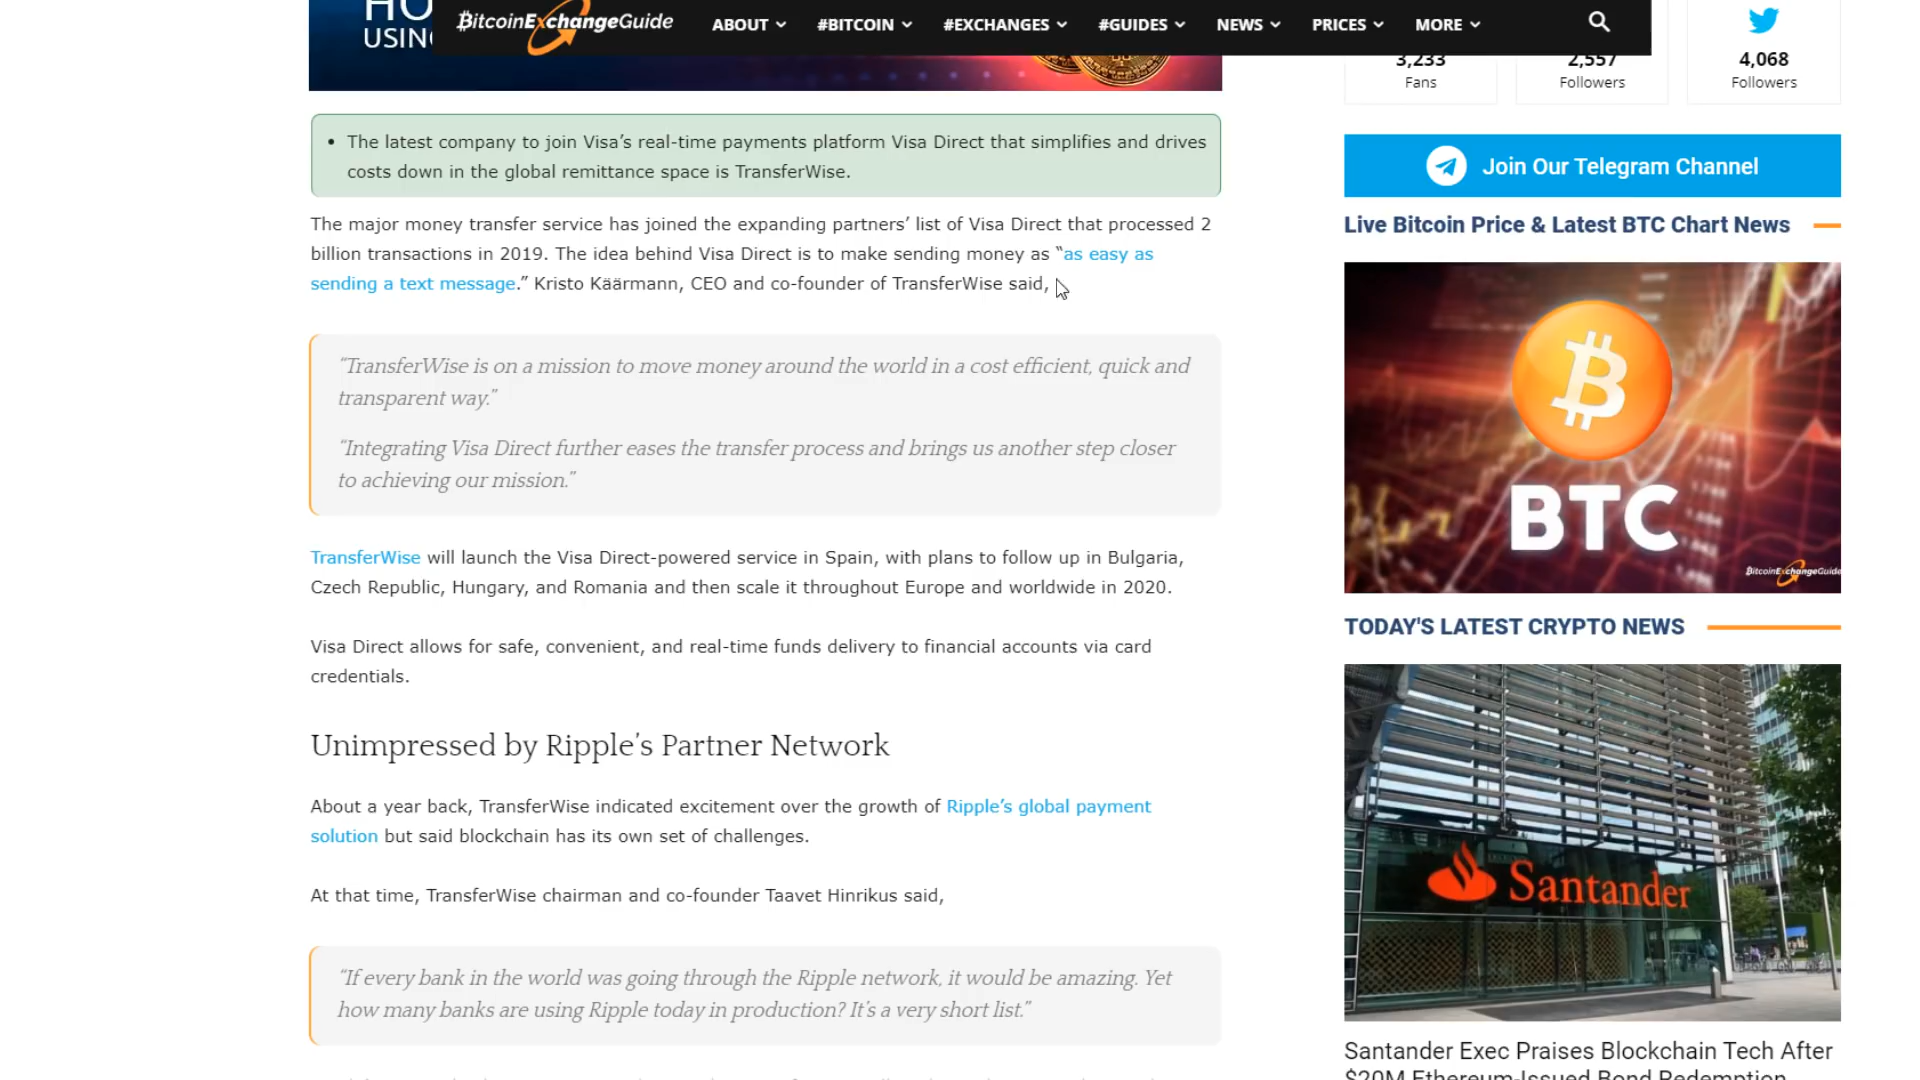 HO
USIN
BitcoinExchangeGuide
ABOUT
#BITCOIN
#EXCHANGES
#GUIDES
NEWS
PRICES
MORE
3,233
Fans
2,557
Followers
4,068
Followers
• The latest company to join Visa’s real-time payments platform Visa Direct that simplifies and drives
costs down in the global remittance space is TransferWise.
The major money transfer service has joined the expanding partners’ list of Visa Direct that processed 2
billion transactions in 2019. The idea behind Visa Direct is to make sending money as “as easy as
sending a text message.” Kristo Käärmann, CEO and co-founder of TransferWise said,
“TransferWise is on a mission to move money around the world in a cost efficient, quick and
transparent way.”
“Integrating Visa Direct further eases the transfer process and brings us another step closer
to achieving our mission.”
TransferWise will launch the Visa Direct-powered service in Spain, with plans to follow up in Bulgaria,
Czech Republic, Hungary, and Romania and then scale it throughout Europe and worldwide in 2020.
Visa Direct allows for safe, convenient, and real-time funds delivery to financial accounts via card
credentials.
Unimpressed by Ripple’s Partner Network
About a year back, TransferWise indicated excitement over the growth of Ripple’s global payment
solution but said blockchain has its own set of challenges.
At that time, TransferWise chairman and co-founder Taavet Hinrikus said,
“If every bank in the world was going through the Ripple network, it would be amazing. Yet
how many banks are using Ripple today in production? It’s a very short list.”
Join Our Telegram Channel
Live Bitcoin Price & Latest BTC Chart News
BTC
BitcoinExchangeGuide
TODAY'S LATEST CRYPTO NEWS
Santander
Santander Exec Praises Blockchain Tech After
$20M Ethereum-Issued Bond Redemption